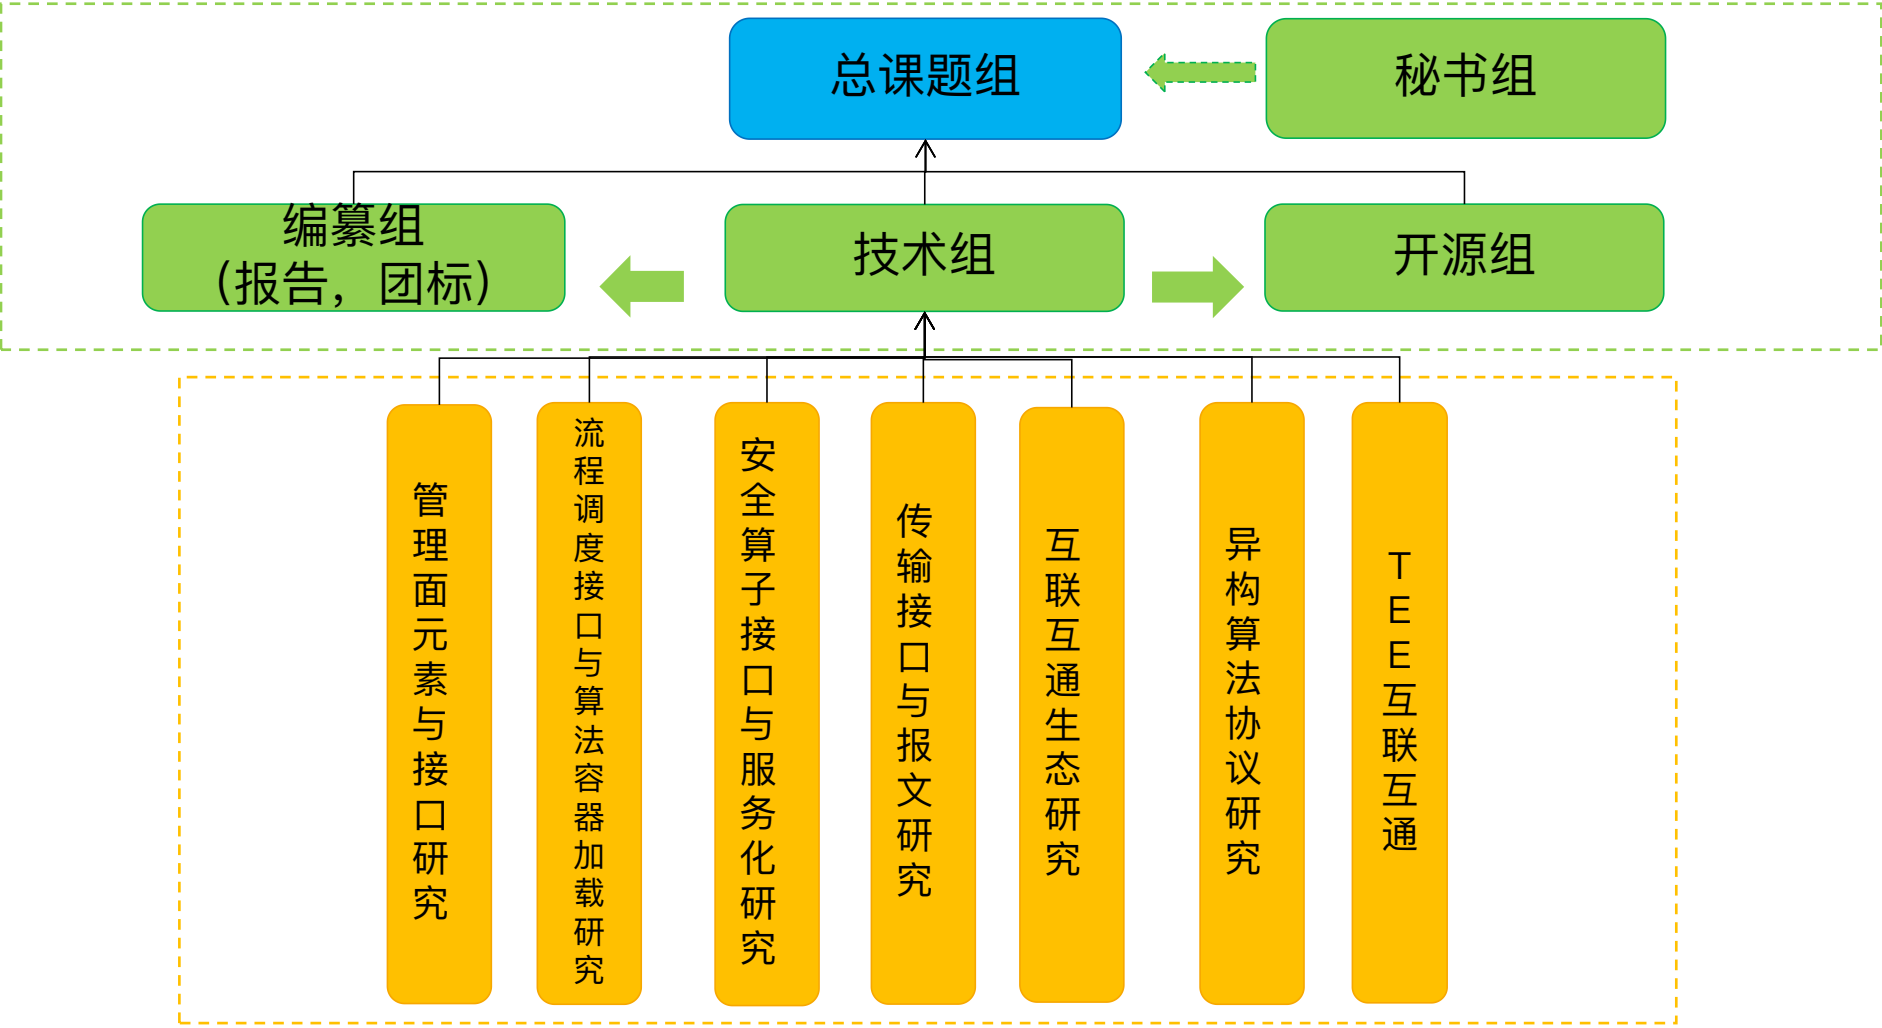 总课题组
秘书组
编纂组
(报告，团标)
技术组
开源组
管理面元素与接口研究
流程调度接口与算法容器加载研究
安全算子接口与服务化研究
传输接口与报文研究
互联互通生态研究
异构算法协议研究
TEE互联互通